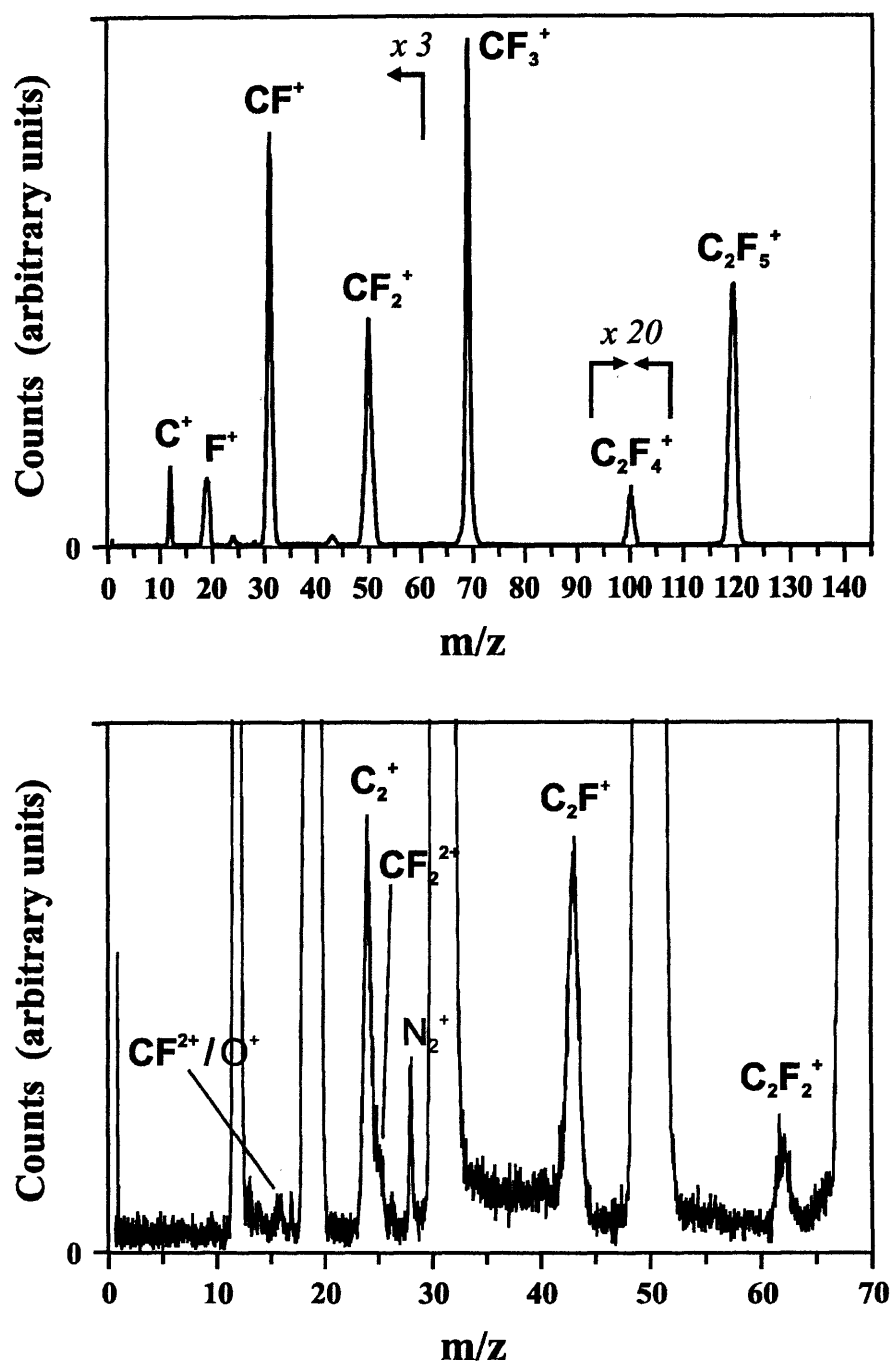 x 3
CF₃⁺
CF⁺
C₂F₅⁺
CF₂⁺
x 20
C⁺
F⁺
C₂F₄⁺
Counts (arbitrary units)
0
0 10 20 30 40 50 60 70 80 90 100 110 120 130 140
m/z
C₂⁺
C₂F⁺
CF₂²⁺
N₂⁺
CF²⁺ / O⁺
C₂F₂⁺
Counts (arbitrary units)
0
0 10 20 30 40 50 60 70
m/z